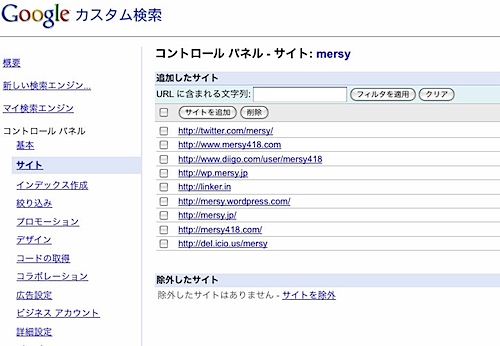 Google カスタム検索
概要
新しい検索エンジン...
マイ検索エンジン
コントロール パネル
基本
サイト
インデックス作成
絞り込み
プロモーション
デザイン
コードの取得
コラボレーション
広告設定
ビジネス アカウント
詳細設定
コントロール パネル - サイト: mersy
追加したサイト
URL に含まれる文字列: フィルタを適用 クリア
サイトを追加 削除
http://twitter.com/mersy/
http://www.mersy418.com
http://www.diigo.com/user/mersy418
http://wp.mersy.jp
http://linker.in
http://mersy.wordpress.com/
http://mersy.jp/
http://mersy418.com/
http://del.icio.us/mersy
除外したサイト
除外したサイトはありません - サイトを除外